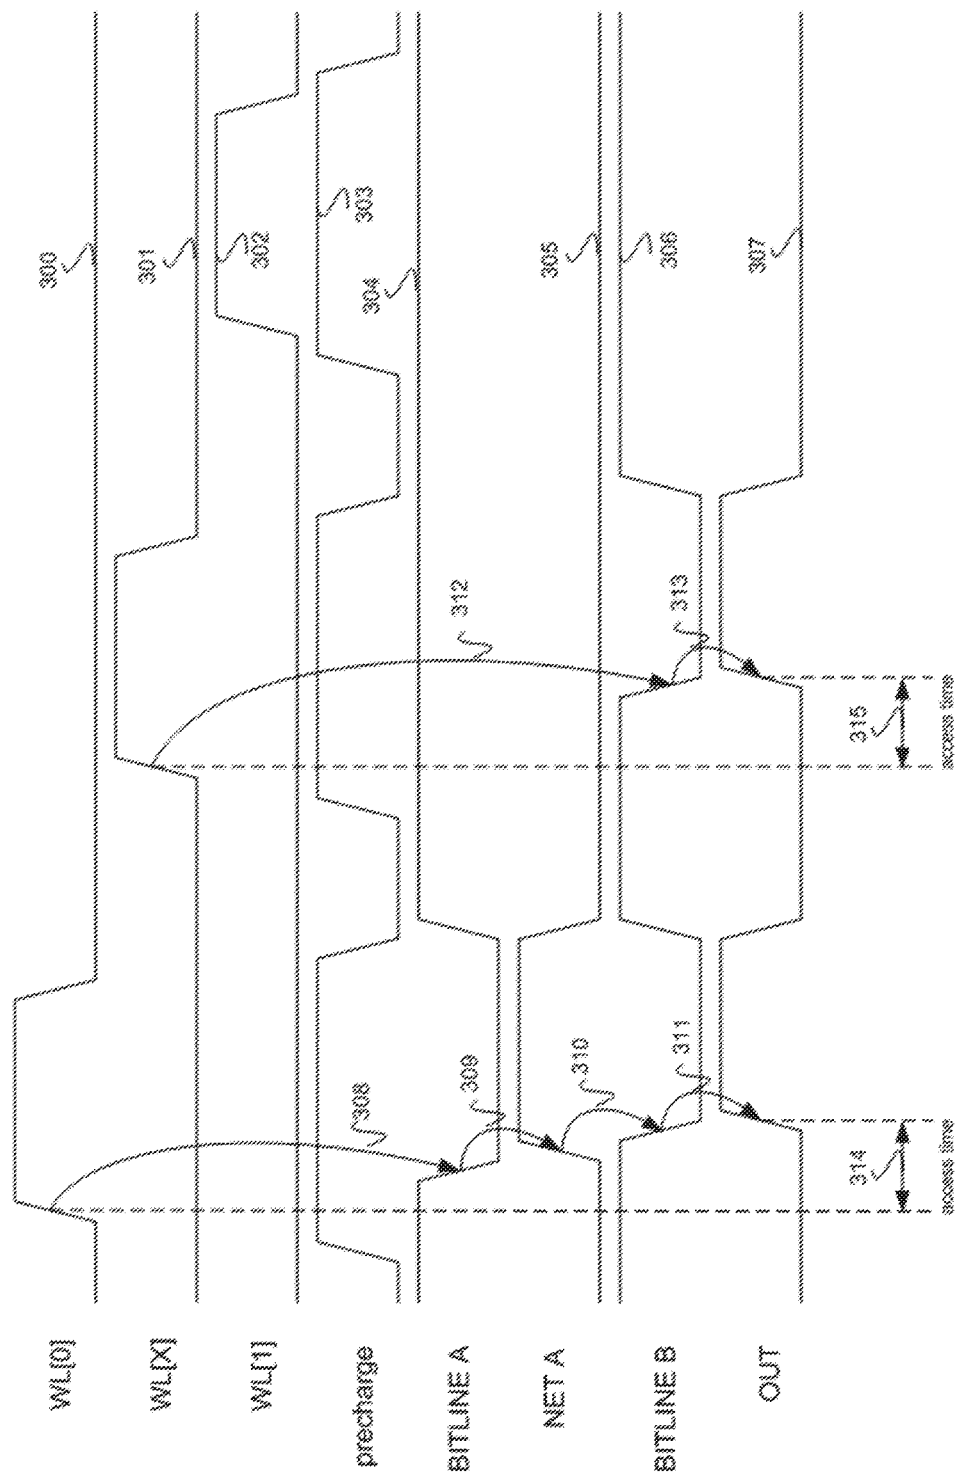 WL[0]
300
WL[X]
301
WL[1]
302
precharge
308
303
BITLINE A
309
312
304
NET A
310
305
BITLINE B
311
313
306
OUT
307
314
315
access time
access time